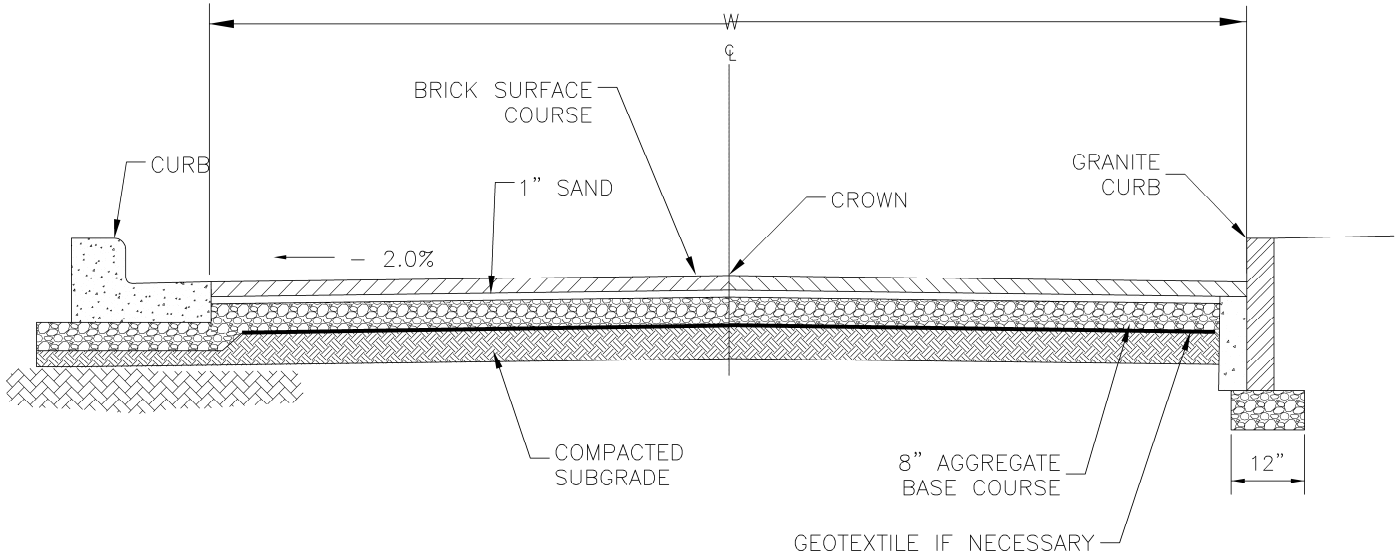 W
℄
BRICK SURFACE
COURSE
CURB
1” SAND
CROWN
GRANITE
CURB
– 2.0%
COMPACTED
SUBGRADE
8” AGGREGATE
BASE COURSE
12”
GEOTEXTILE IF NECESSARY